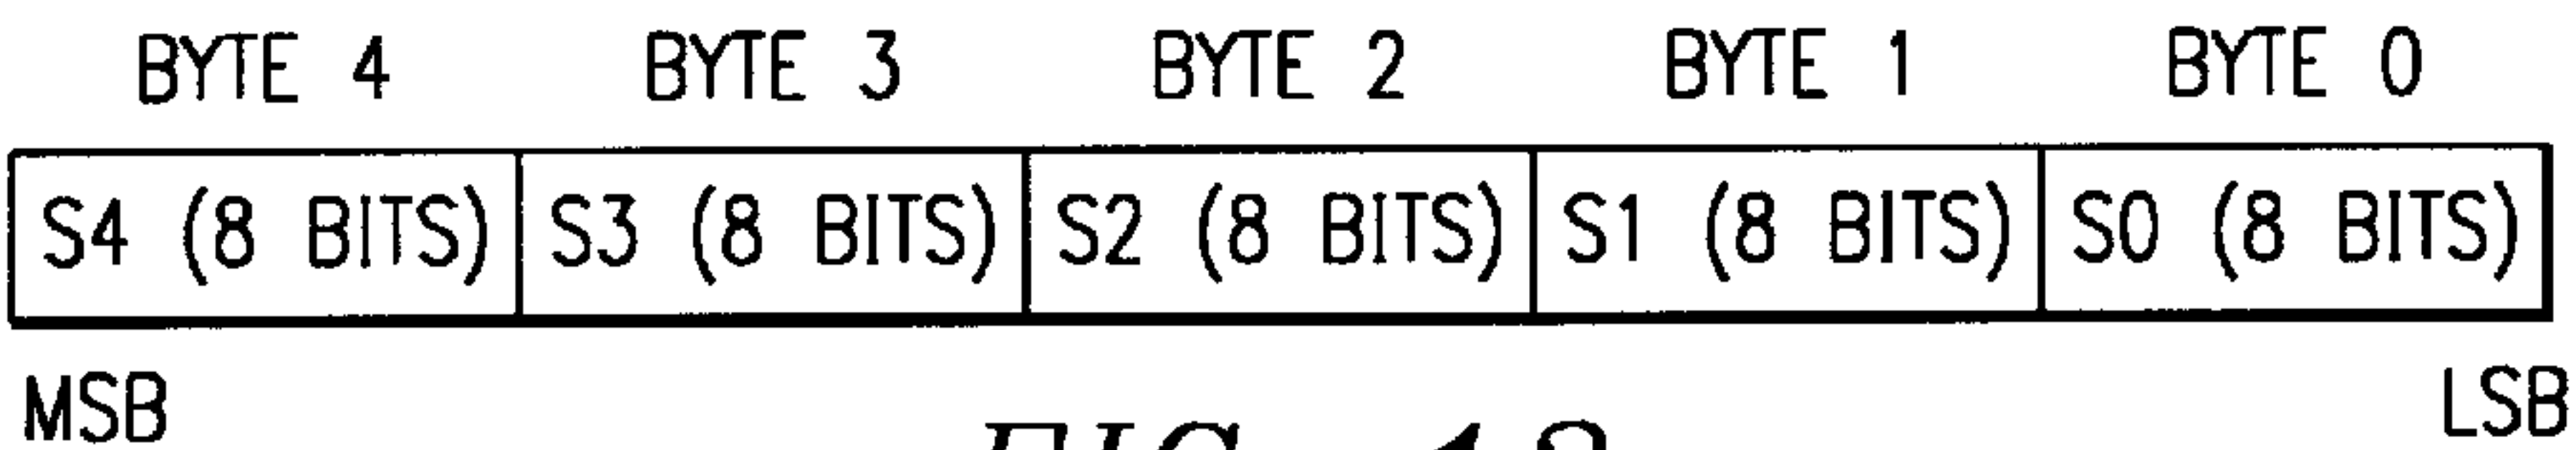 BYTE 4 BYTE 3 BYTE 2 BYTE 1 BYTE 0
S4 (8 BITS) S3 (8 BITS) S2 (8 BITS) S1 (8 BITS) S0 (8 BITS)
MSB LSB
FIG.